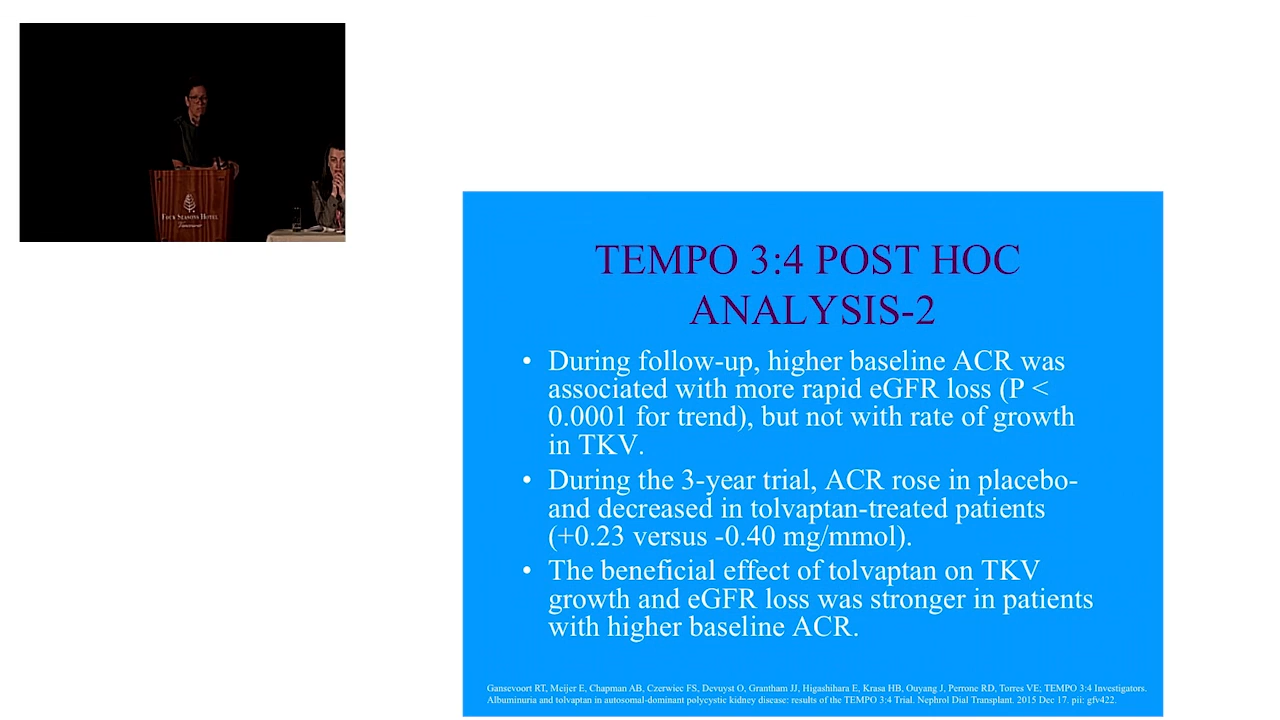 FOUR SEASONS HOTEL
Vancouver
TEMPO 3:4 POST HOC
ANALYSIS-2
• During follow-up, higher baseline ACR was
associated with more rapid eGFR loss (P <
0.0001 for trend), but not with rate of growth
in TKV.
• During the 3-year trial, ACR rose in placebo-
and decreased in tolvaptan-treated patients
(+0.23 versus -0.40 mg/mmol).
• The beneficial effect of tolvaptan on TKV
growth and eGFR loss was stronger in patients
with higher baseline ACR.
Gansevoort RT, Meijer E, Chapman AB, Czerwiec FS, Devuyst O, Grantham JJ, Higashihara E, Krasa HB, Ouyang J, Perrone RD, Torres VE; TEMPO 3:4 Investigators.
Albuminuria and tolvaptan in autosomal-dominant polycystic kidney disease: results of the TEMPO 3:4 Trial. Nephrol Dial Transplant. 2015 Dec 17. pii: gfv422.